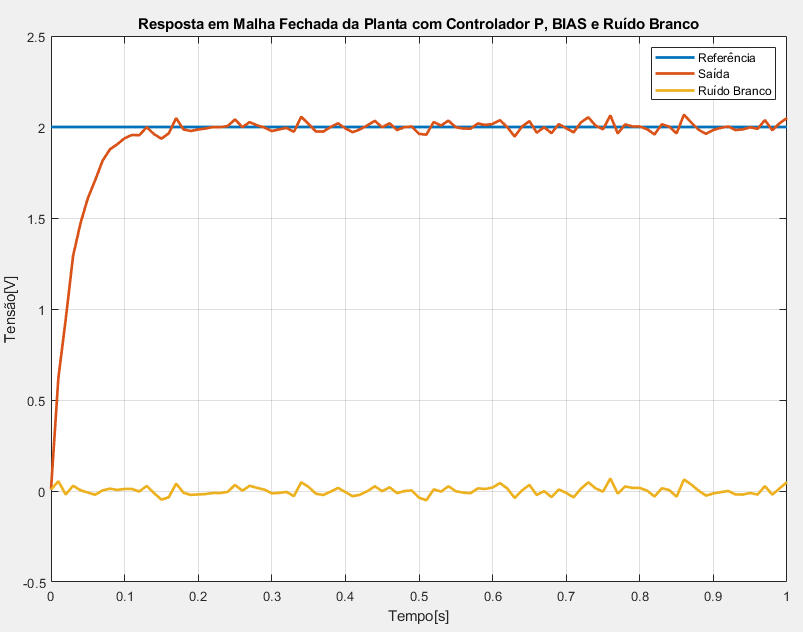 Resposta em Malha Fechada da Planta com Controlador P, BIAS e Ruído Branco
Referência
Saída
Ruído Branco
Tensão[V]
2.5
2
1.5
1
0.5
0
-0.5
0 0.1 0.2 0.3 0.4 0.5 0.6 0.7 0.8 0.9 1
Tempo[s]